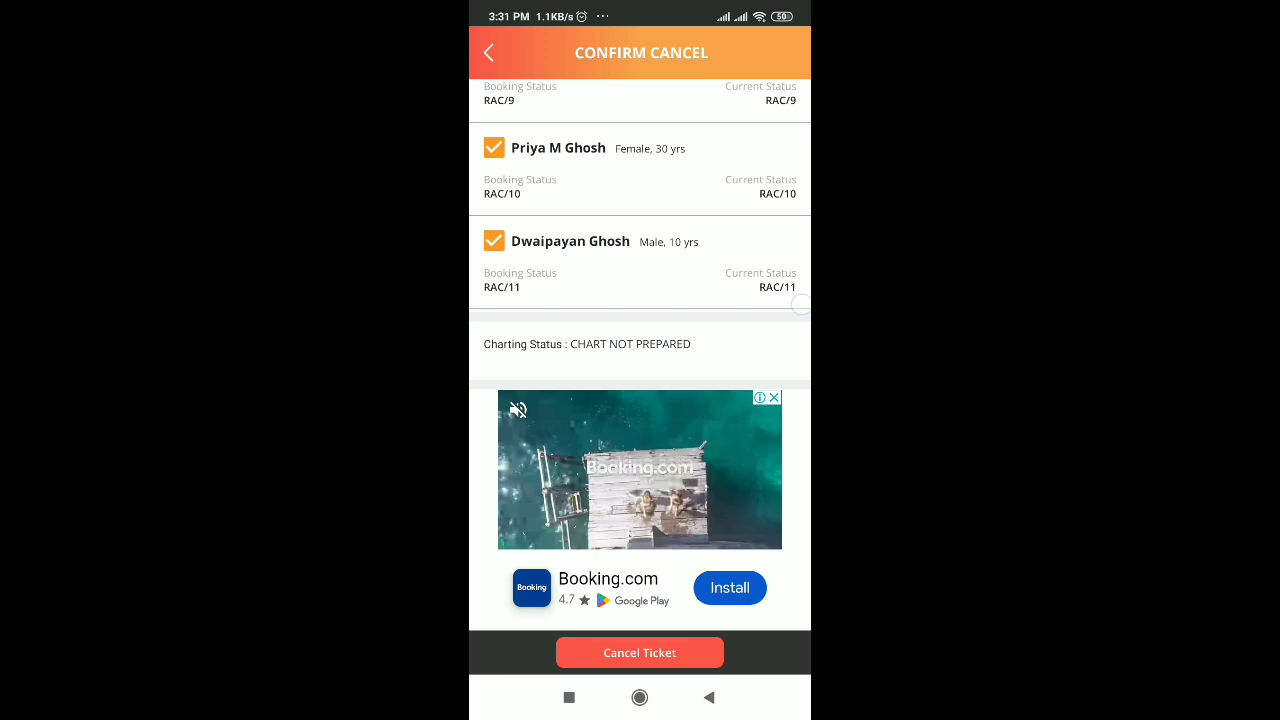 3:31 PM 1.1KB/s ... 50
CONFIRM CANCEL
Booking Status Current Status
RAC/9 RAC/9
Priya M Ghosh Female, 30 yrs
Booking Status Current Status
RAC/10 RAC/10
Dwaipayan Ghosh Male, 10 yrs
Booking Status Current Status
RAC/11 RAC/11
Charting Status : CHART NOT PREPARED
Booking.com
Booking
Booking.com
4.7 ★ Google Play
Install
Cancel Ticket